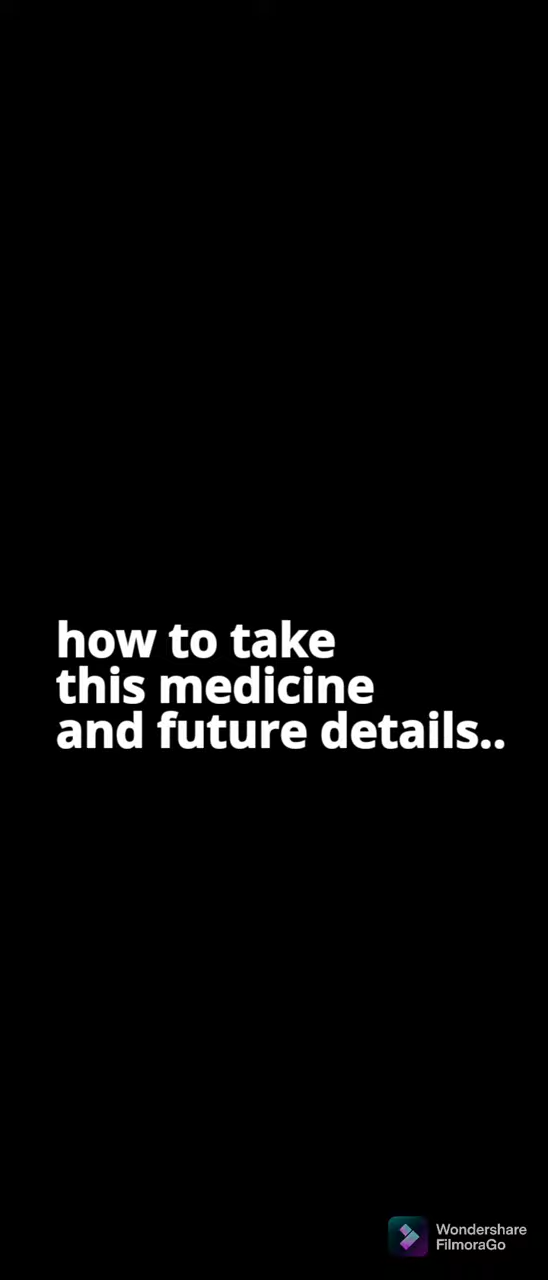 how to take
this medicine
and future details..
Wondershare
FilmoraGo